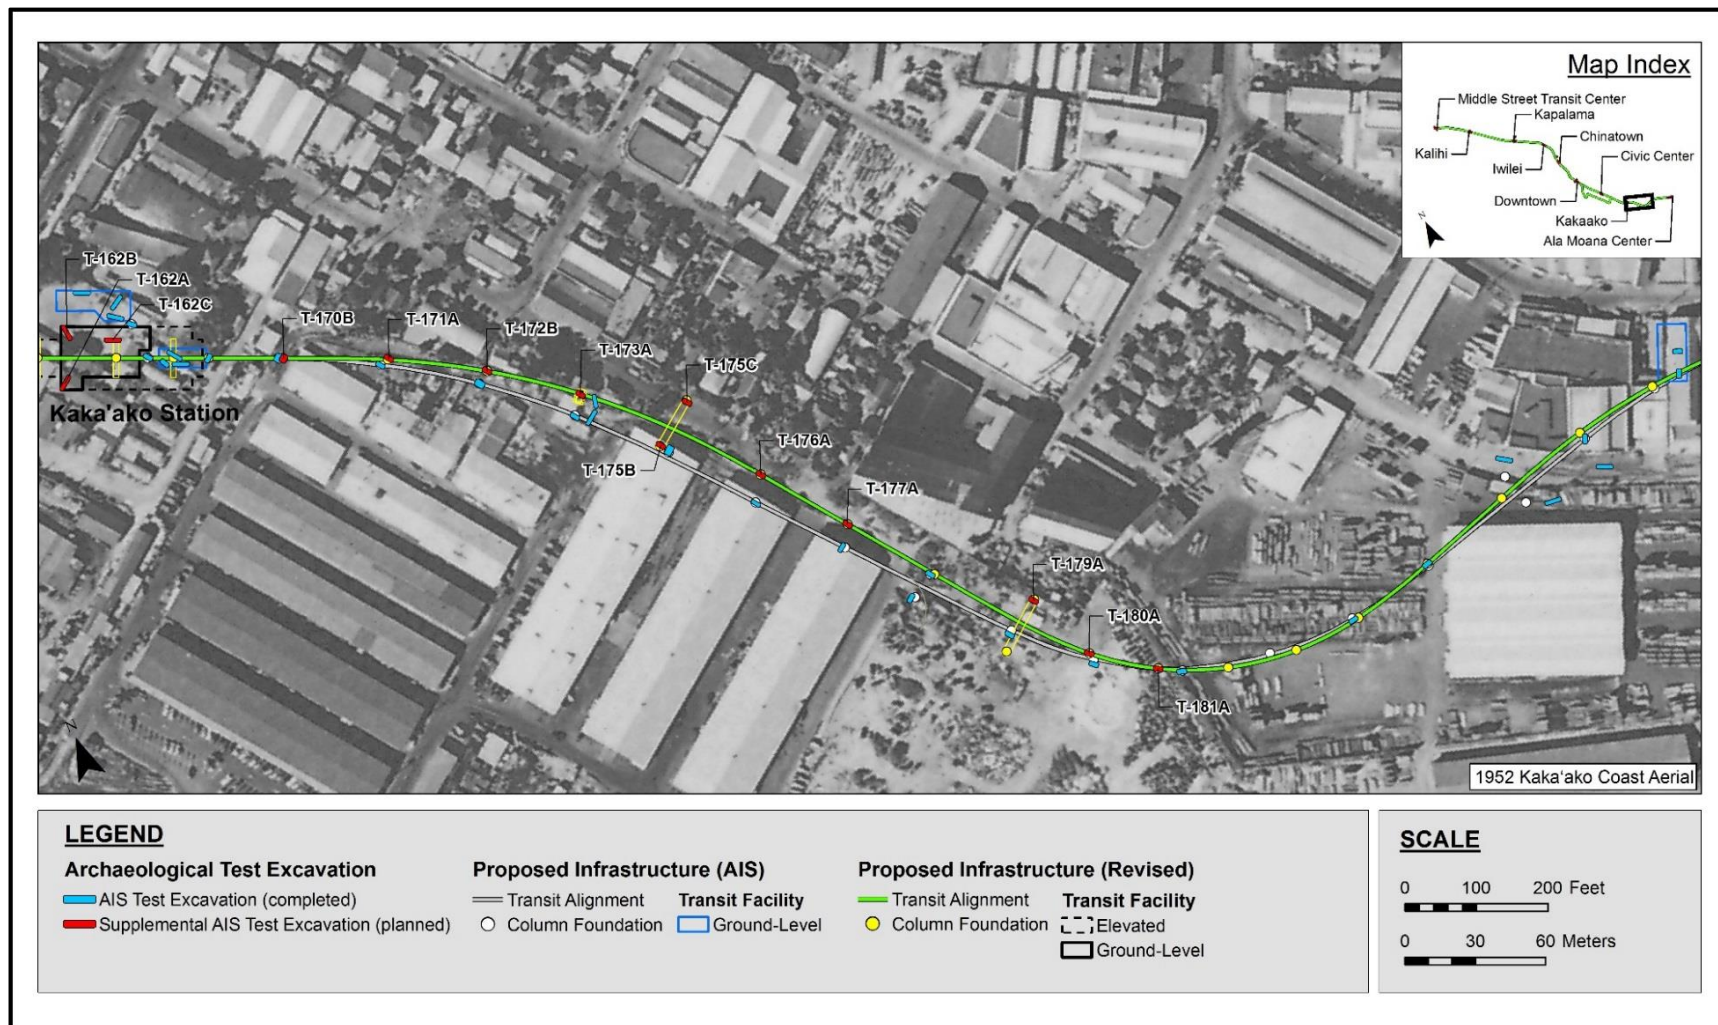 Map Index
Middle Street Transit Center
Kapalama
Chinatown
Kalihi
Civic Center
Iwilei
Downtown
Kakaako
Ala Moana Center
N
T-162B
T-162A
T-162C
T-170B
T-171A
T-172B
T-173A
T-175C
Kaka'ako Station
T-176A
T-175B
T-177A
T-179A
T-180A
T-181A
N
1952 Kaka'ako Coast Aerial
LEGEND
Archaeological Test Excavation
AIS Test Excavation (completed)
Supplemental AIS Test Excavation (planned)
Proposed Infrastructure (AIS)
Transit Alignment
Column Foundation
Transit Facility
Ground-Level
Proposed Infrastructure (Revised)
Transit Alignment
Column Foundation
Transit Facility
Elevated
Ground-Level
SCALE
0 100 200 Feet
0 30 60 Meters